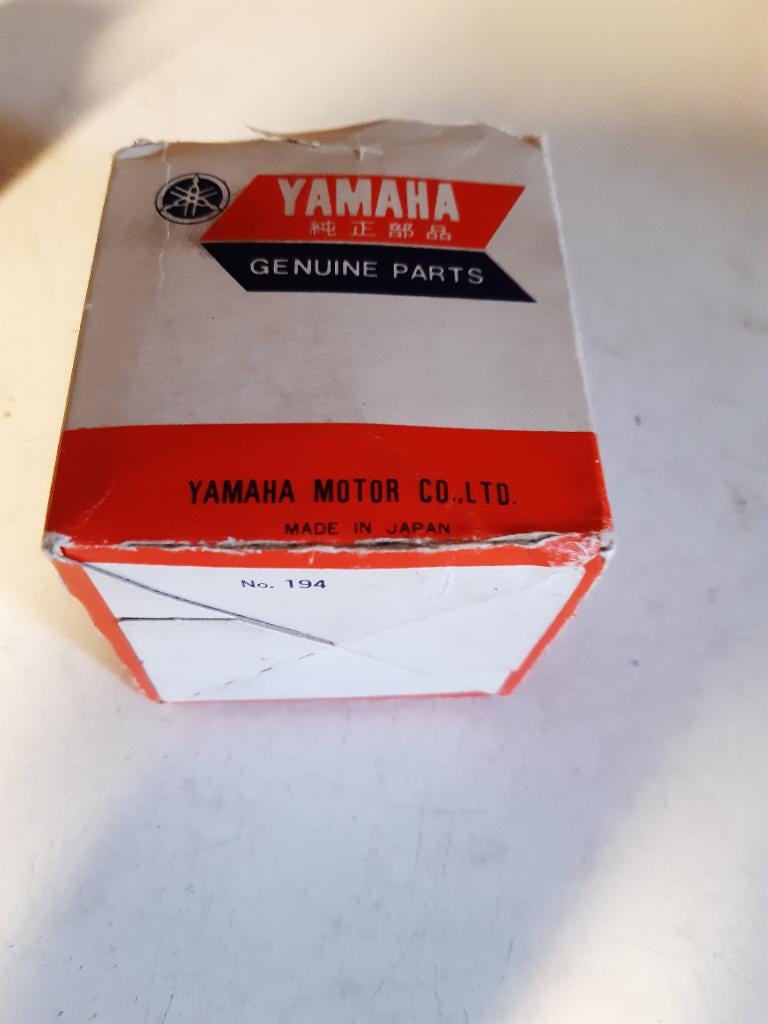 YAMAHA
純正部品
GENUINE PARTS
YAMAHA MOTOR CO.,LTD.
MADE IN JAPAN
No. 194